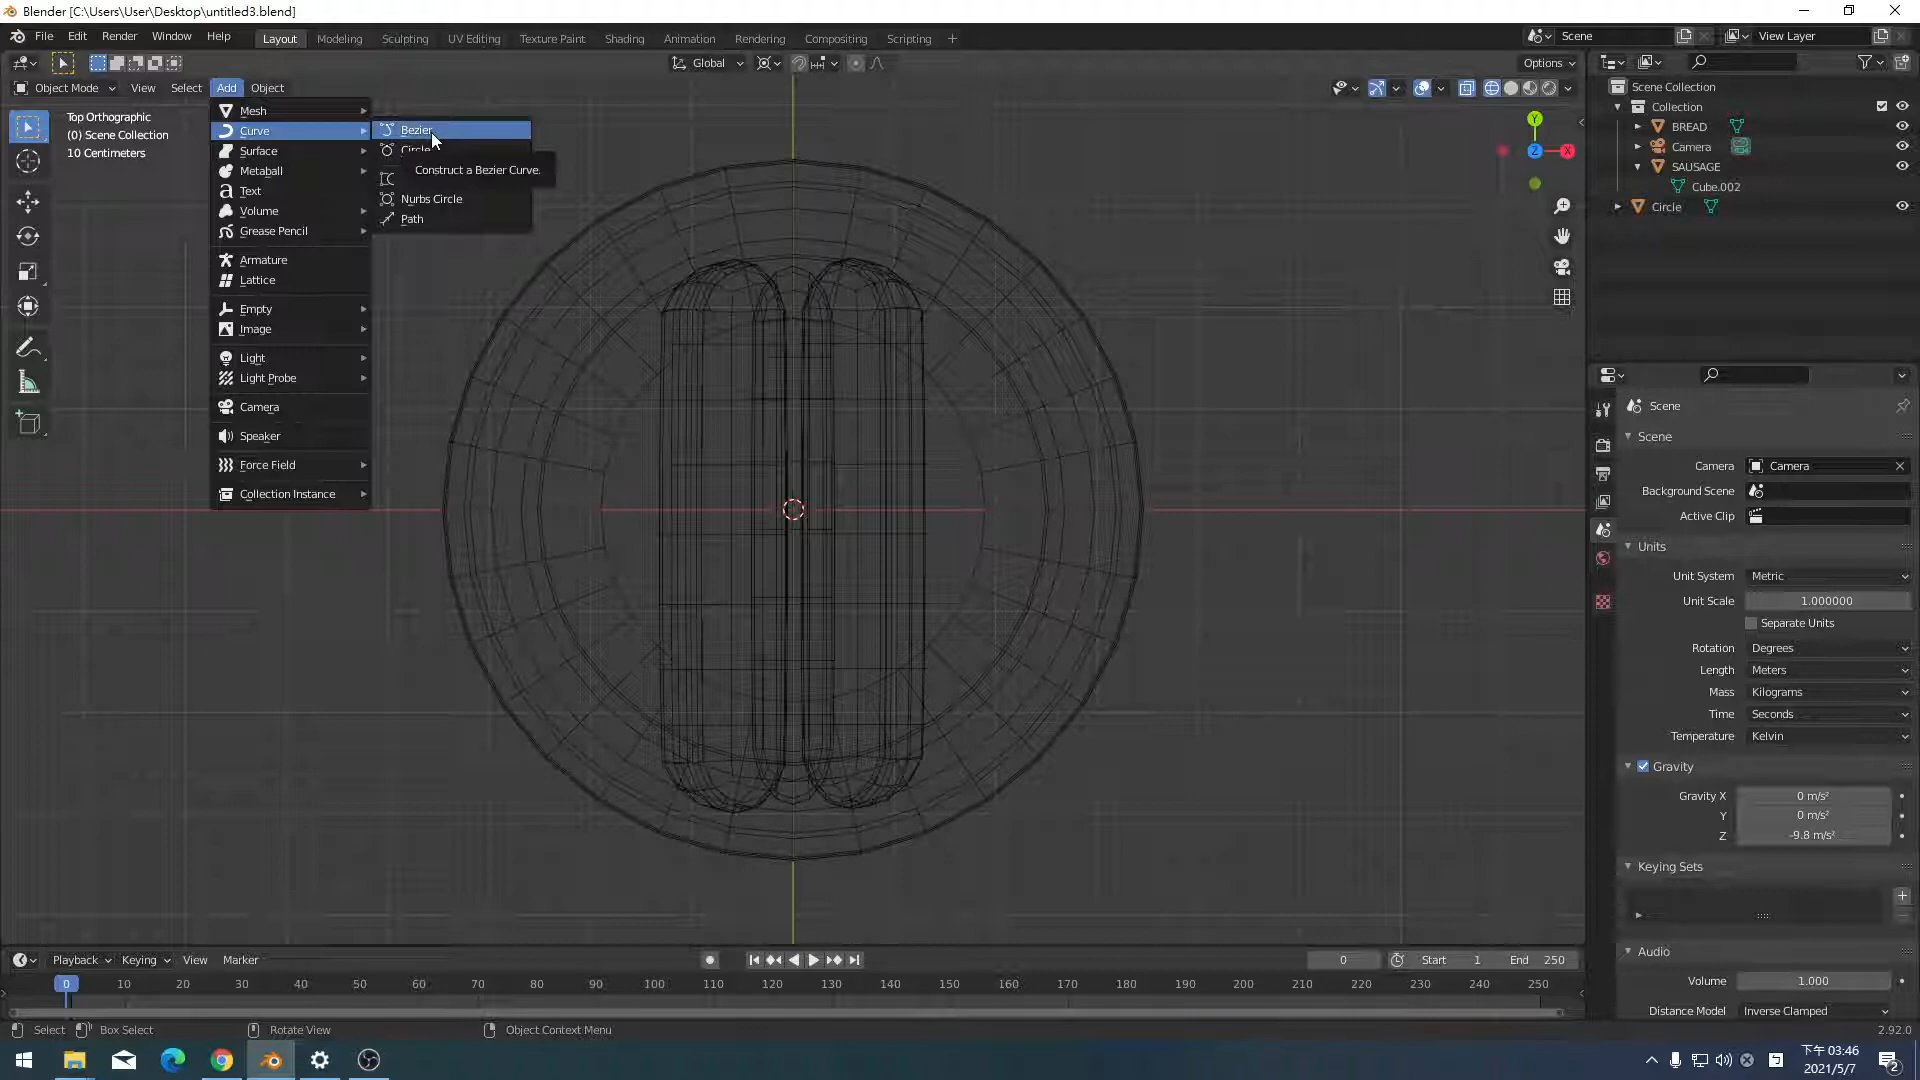 Blender [C:\Users\User\Desktop\untitled3.blend]
File Edit Render Window Help
Layout Modeling Sculpting UV Editing Texture Paint Shading Animation Rendering Compositing Scripting
Scene
View Layer
Global
Options
Object Mode View Select Add Object
Top Orthographic
(0) Scene Collection
10 Centimeters
Mesh
Curve
Surface
Metaball
Text
Volume
Grease Pencil
Armature
Lattice
Empty
Image
Light
Light Probe
Camera
Speaker
Force Field
Collection Instance
Bezier
Circle
Construct a Bezier Curve.
Nurbs Circle
Path
Y
Z
X
Scene Collection
Collection
BREAD
Camera
SAUSAGE
Cube.002
Circle
Scene
Scene
Camera Camera
Background Scene
Active Clip
Units
Unit System Metric
Unit Scale 1.000000
Separate Units
Rotation Degrees
Length Meters
Mass Kilograms
Time Seconds
Temperature Kelvin
Gravity
Gravity X 0 m/s²
Y 0 m/s²
Z -9.8 m/s²
Keying Sets
Audio
Volume 1.000
Distance Model Inverse Clamped
Playback Keying View Marker
0 Start 1 End 250
0 10 20 30 40 50 60 70 80 90 100 110 120 130 140 150 160 170 180 190 200 210 220 230 240 250
Select Box Select Rotate View Object Context Menu
2.92.0
下午 03:46
2021/5/7
2